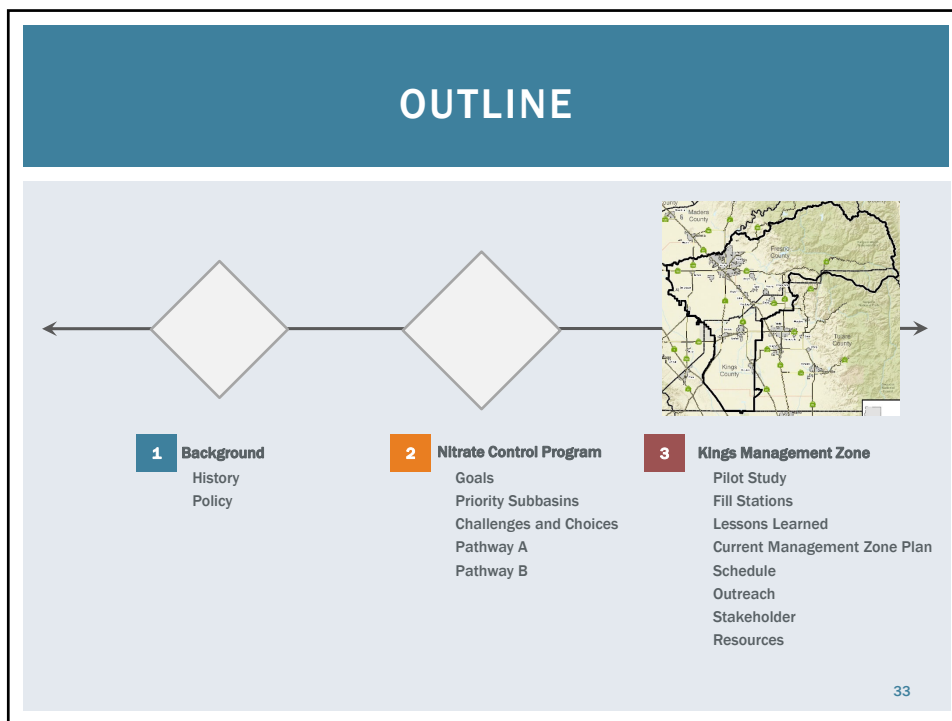 OUTLINE
Madera
County
Fresno
County
Tulare
County
Kings
County
1 Background
History
Policy
2 Nitrate Control Program
Goals
Priority Subbasins
Challenges and Choices
Pathway A
Pathway B
3 Kings Management Zone
Pilot Study
Fill Stations
Lessons Learned
Current Management Zone Plan
Schedule
Outreach
Stakeholder
Resources
33